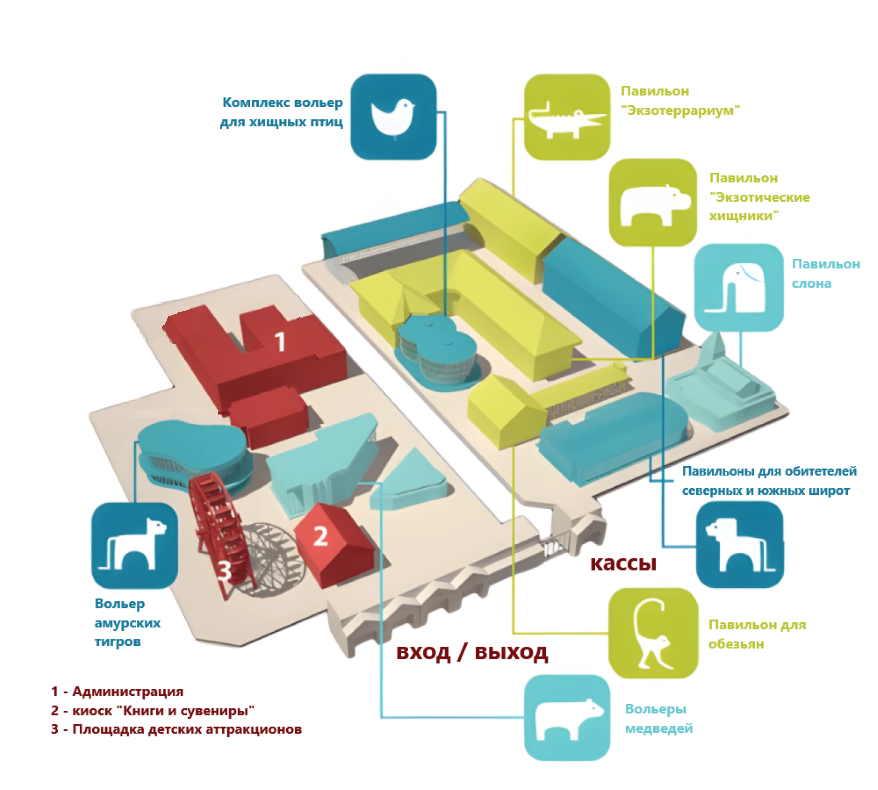 Комплекс вольер
для хищных птиц
Павильон
"Экзотеррариум"
Павильон
"Экзотические
хищники"
Павильон
слона
1
Павильоны для обитетелей
северных и южных широт
2
3
кассы
Вольер
амурских
тигров
Павильон для
обезьян
вход / выход
1 - Администрация
2 - киоск "Книги и сувениры"
3 - Площадка детских аттракционов
Вольеры
медведей